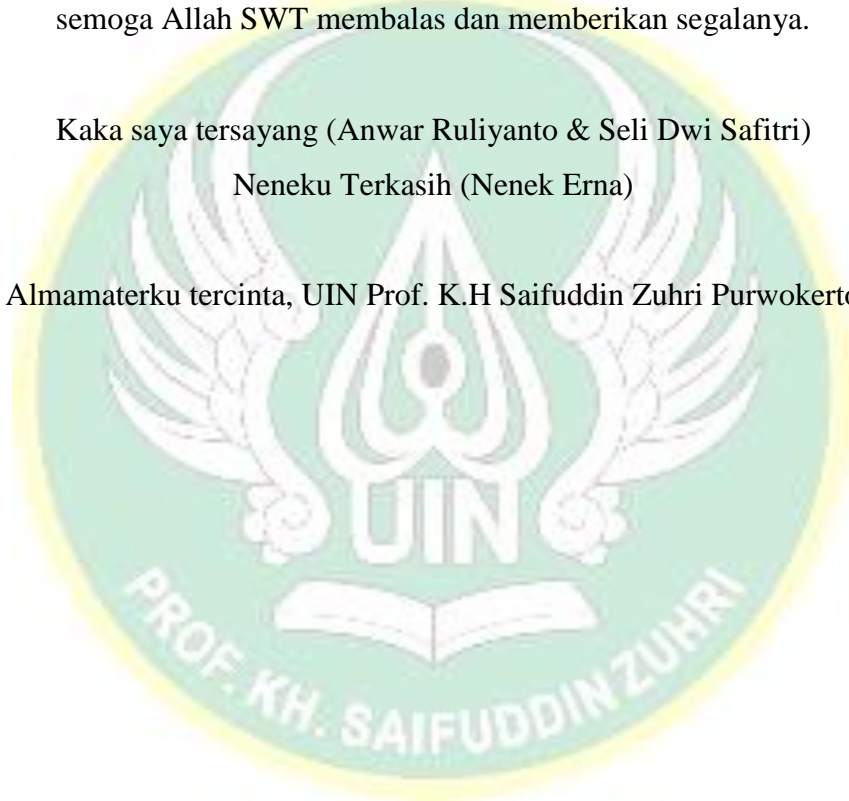 semoga Allah SWT membalas dan memberikan segalanya.
Kaka saya tersayang (Anwar Ruliyanto & Seli Dwi Safitri)
Neneku Terkasih (Nenek Erna)
Almamaterku tercinta, UIN Prof. K.H Saifuddin Zuhri Purwokerto
UIN
PROF. KH. SAIFUDDIN ZUHRI